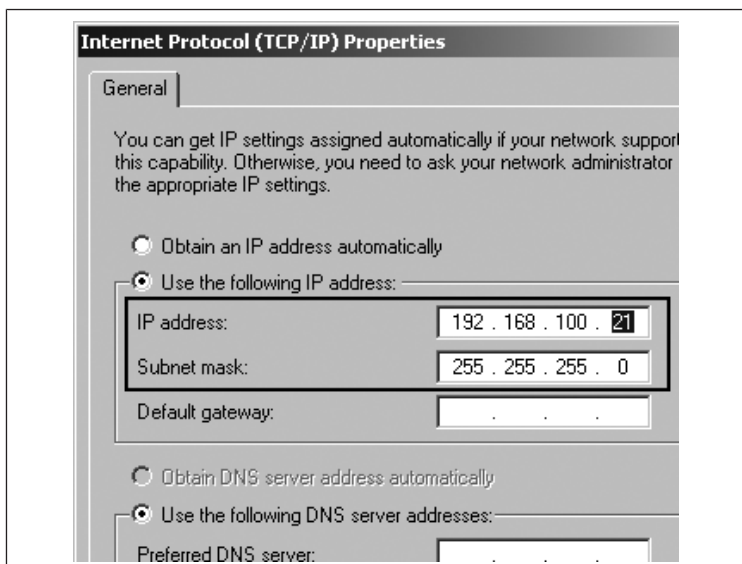 Internet Protocol (TCP/IP) Properties
General
You can get IP settings assigned automatically if your network support
this capability. Otherwise, you need to ask your network administrator
the appropriate IP settings.
Obtain an IP address automatically
Use the following IP address:
IP address: 192 . 168 . 100 . 21
Subnet mask: 255 . 255 . 255 . 0
Default gateway: . . .
Obtain DNS server address automatically
Use the following DNS server addresses:
Preferred DNS server: . . .